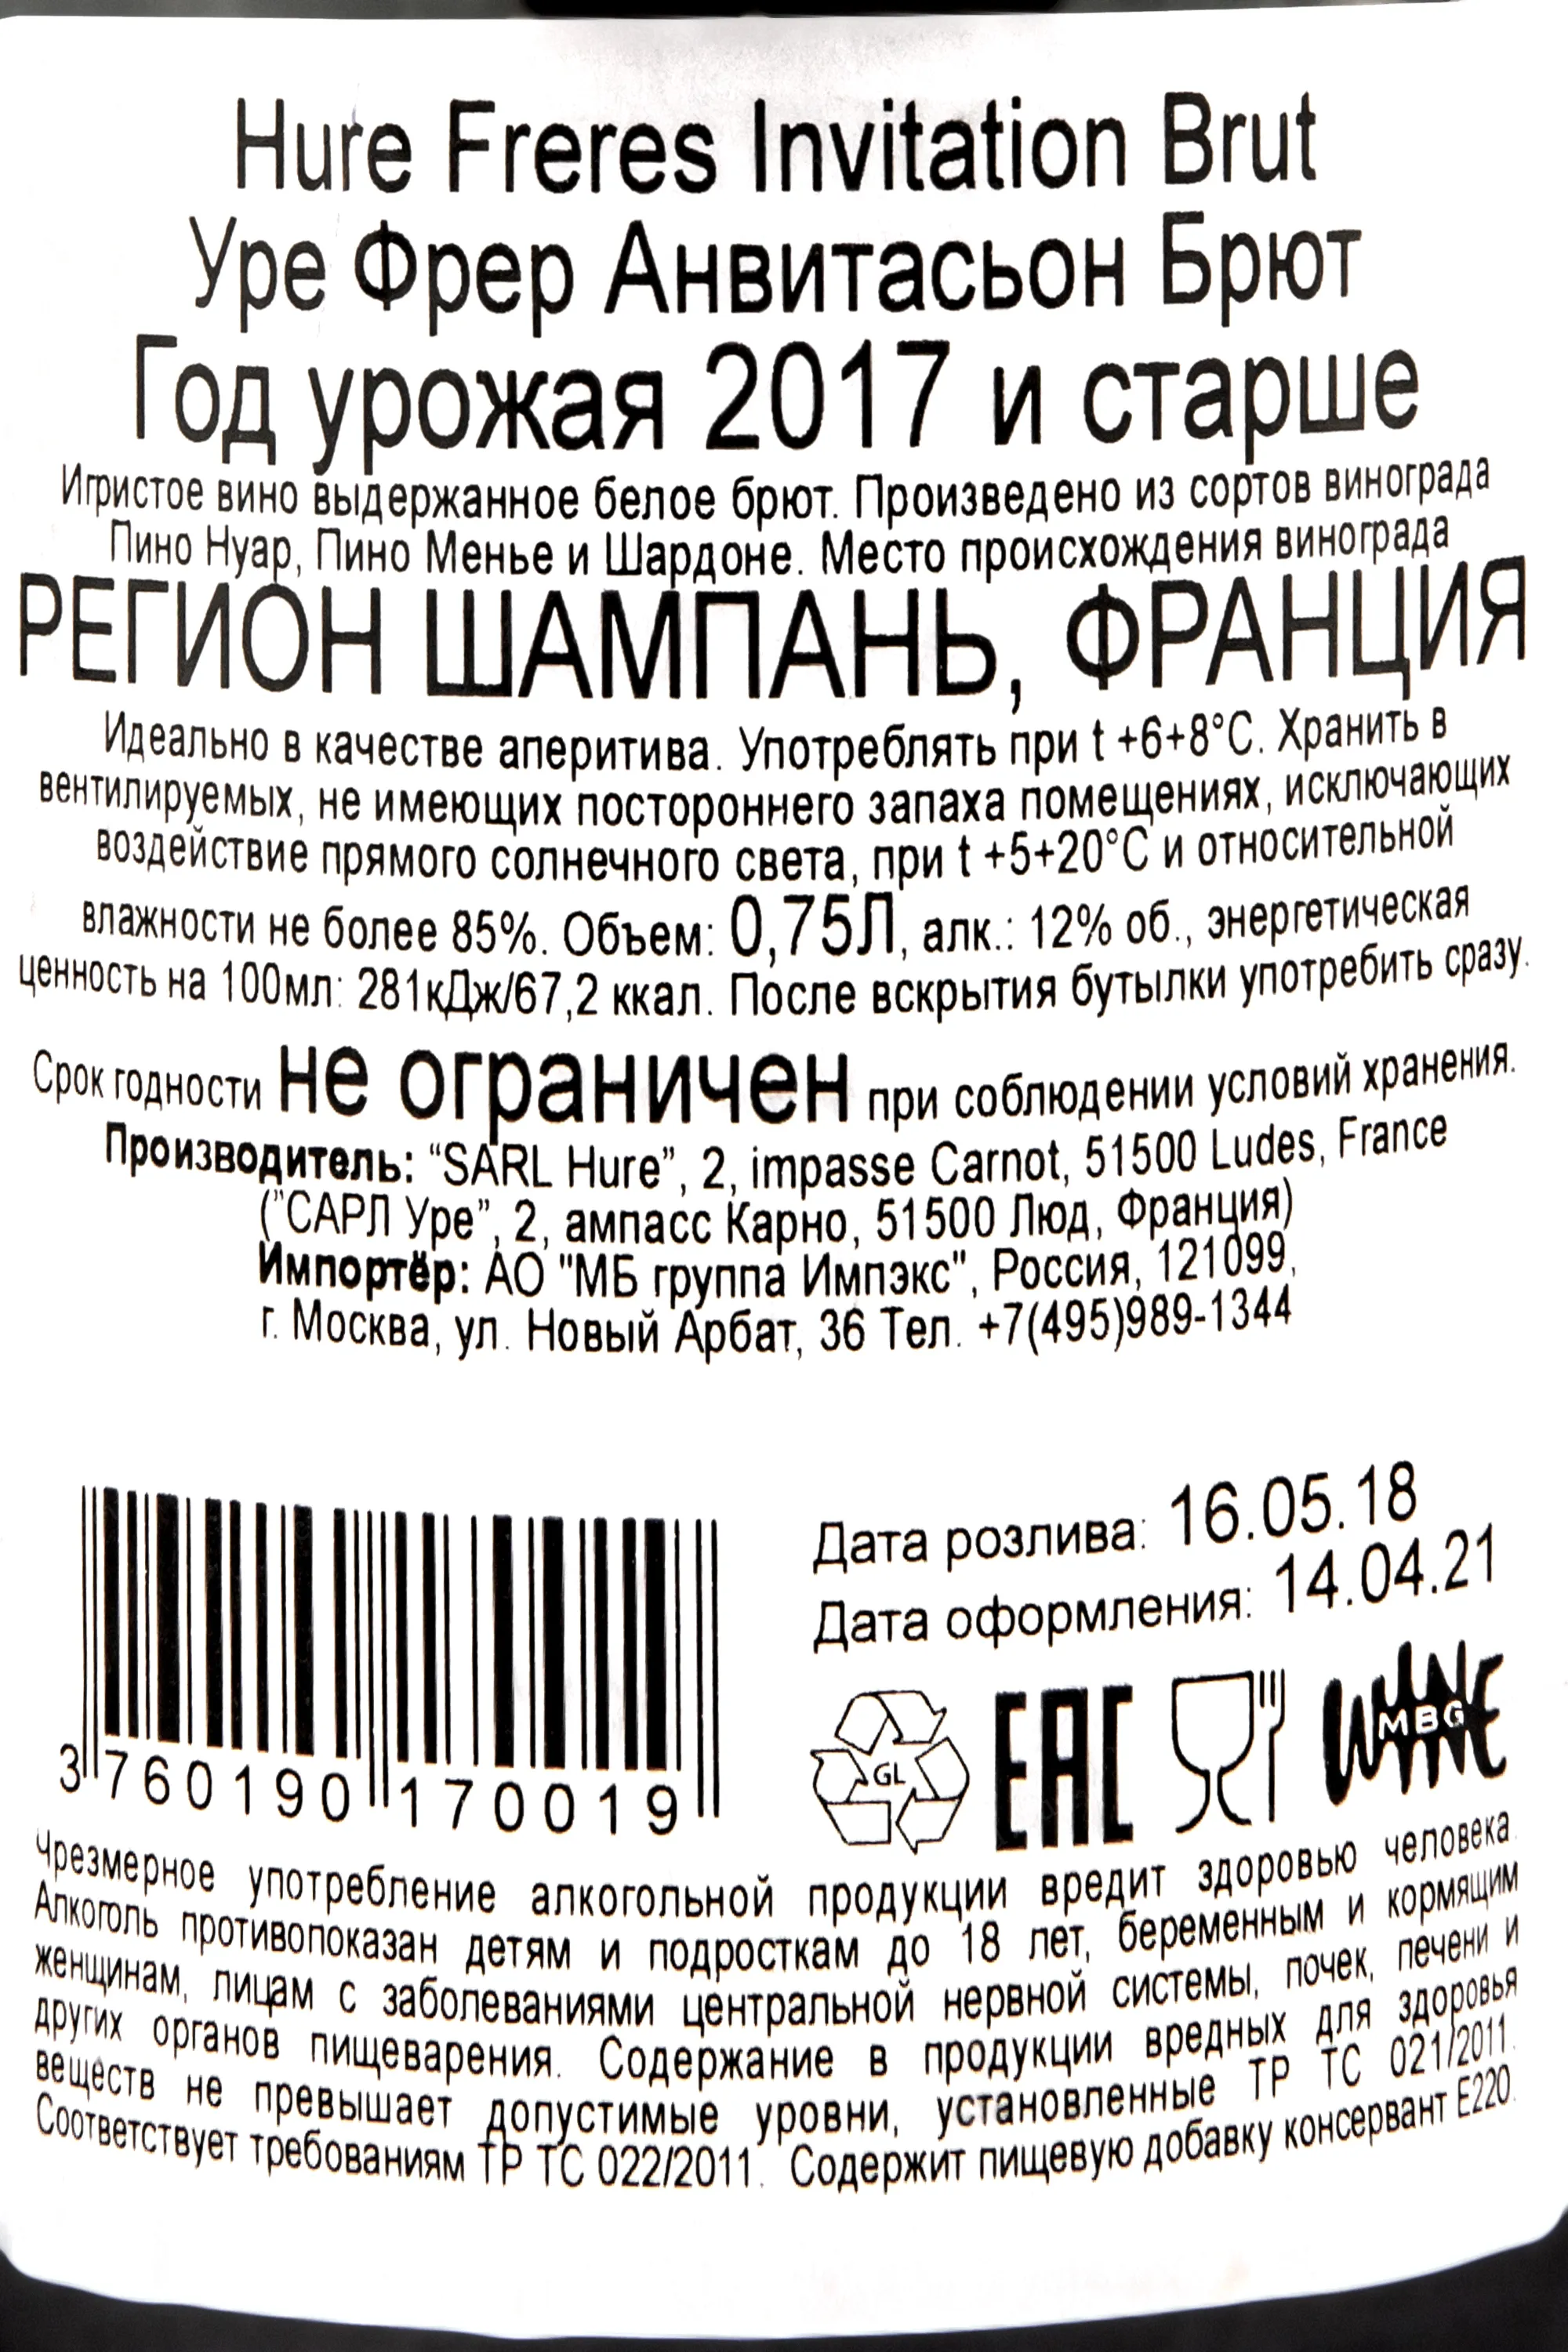 Hure Freres Invitation Brut
Уре Фрер Анвитасьон Брют
Год урожая 2017 и старше
Игристое вино выдержанное белое брют. Произведено из сортов винограда
Пино Нуар, Пино Менье и Шардоне. Место происхождения винограда
РЕГИОН ШАМПАНЬ, ФРАНЦИЯ
Идеально в качестве аперитива. Употреблять при t +6+8°C. Хранить в
вентилируемых, не имеющих постороннего запаха помещениях, исключающих
воздействие прямого солнечного света, при t +5+20°C и относительной
влажности не более 85%. Объем: 0,75Л, алк.: 12% об., энергетическая
ценность на 100мл: 281кДж/67,2 ккал. После вскрытия бутылки употребить сразу.
Срок годности не ограничен при соблюдении условий хранения.
Производитель: “SARL Hure”, 2, impasse Carnot, 51500 Ludes, France
("САРЛ Уре”, 2, ампасс Карно, 51500 Люд, Франция)
Импортёр: АО "МБ группа Импэкс", Россия, 121099,
г. Москва, ул. Новый Арбат, 36 Тел. +7(495)989-1344
Дата розлива: 16.05.18
Дата оформления: 14.04.21
GL
EAC
WINE
MBG
3 760190 170019
Чрезмерное употребление алкогольной продукции вредит здоровью человека.
Алкоголь противопоказан детям и подросткам до 18 лет, беременным и кормящим
женщинам, лицам с заболеваниями центральной нервной системы, почек, печени и
других органов пищеварения. Содержание в продукции вредных для здоровья
веществ не превышает допустимые уровни, установленные ТР ТС 021/2011.
Соответствует требованиям ТР ТС 022/2011. Содержит пищевую добавку консервант Е220.